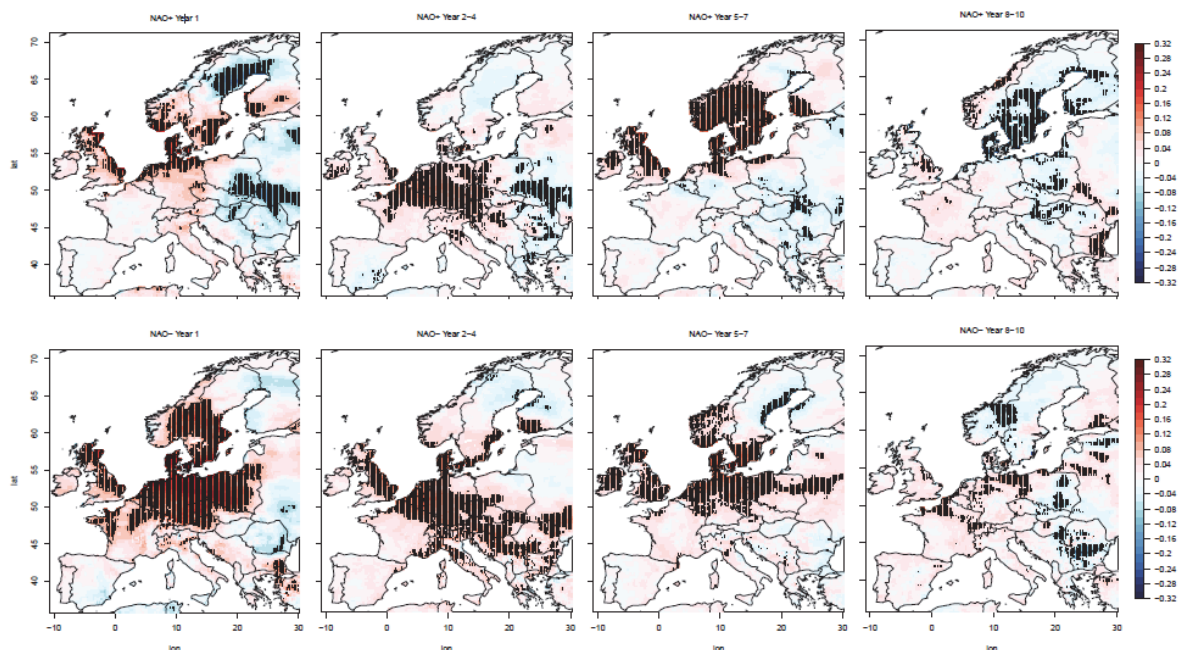 NAO+ Year 1
NAO+ Year 2-4
NAO+ Year 5-7
NAO+ Year 8-10
lat
70
65
60
55
50
45
40
0.32
0.28
0.24
0.20
0.16
0.12
0.08
0.04
0
-0.04
-0.08
-0.12
-0.16
-0.20
-0.24
-0.28
-0.32
NAO- Year 1
NAO- Year 2-4
NAO- Year 5-7
NAO- Year 8-10
lat
70
65
60
55
50
45
40
-10 0 10 20 30
-10 0 10 20 30
-10 0 10 20 30
-10 0 10 20 30
lon
lon
lon
lon
0.32
0.28
0.24
0.2
0.16
0.12
0.08
0.04
0
-0.04
-0.08
-0.12
-0.16
-0.20
-0.24
-0.28
-0.32